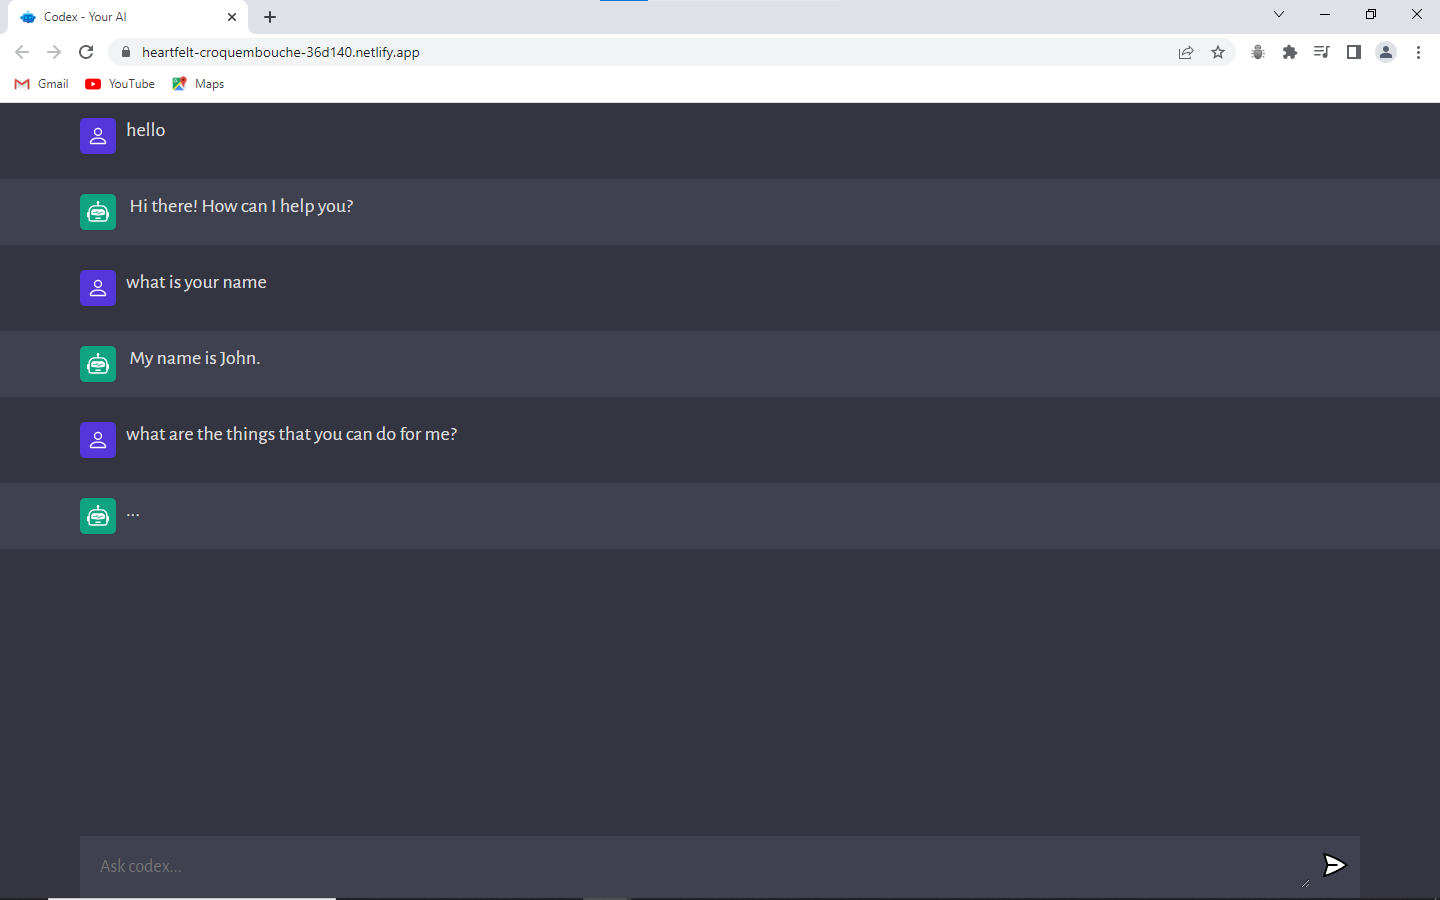 Codex - Your AI
heartfelt-croquembouche-36d140.netlify.app
Gmail YouTube Maps
hello
Hi there! How can I help you?
what is your name
My name is John.
what are the things that you can do for me?
...
Ask codex...